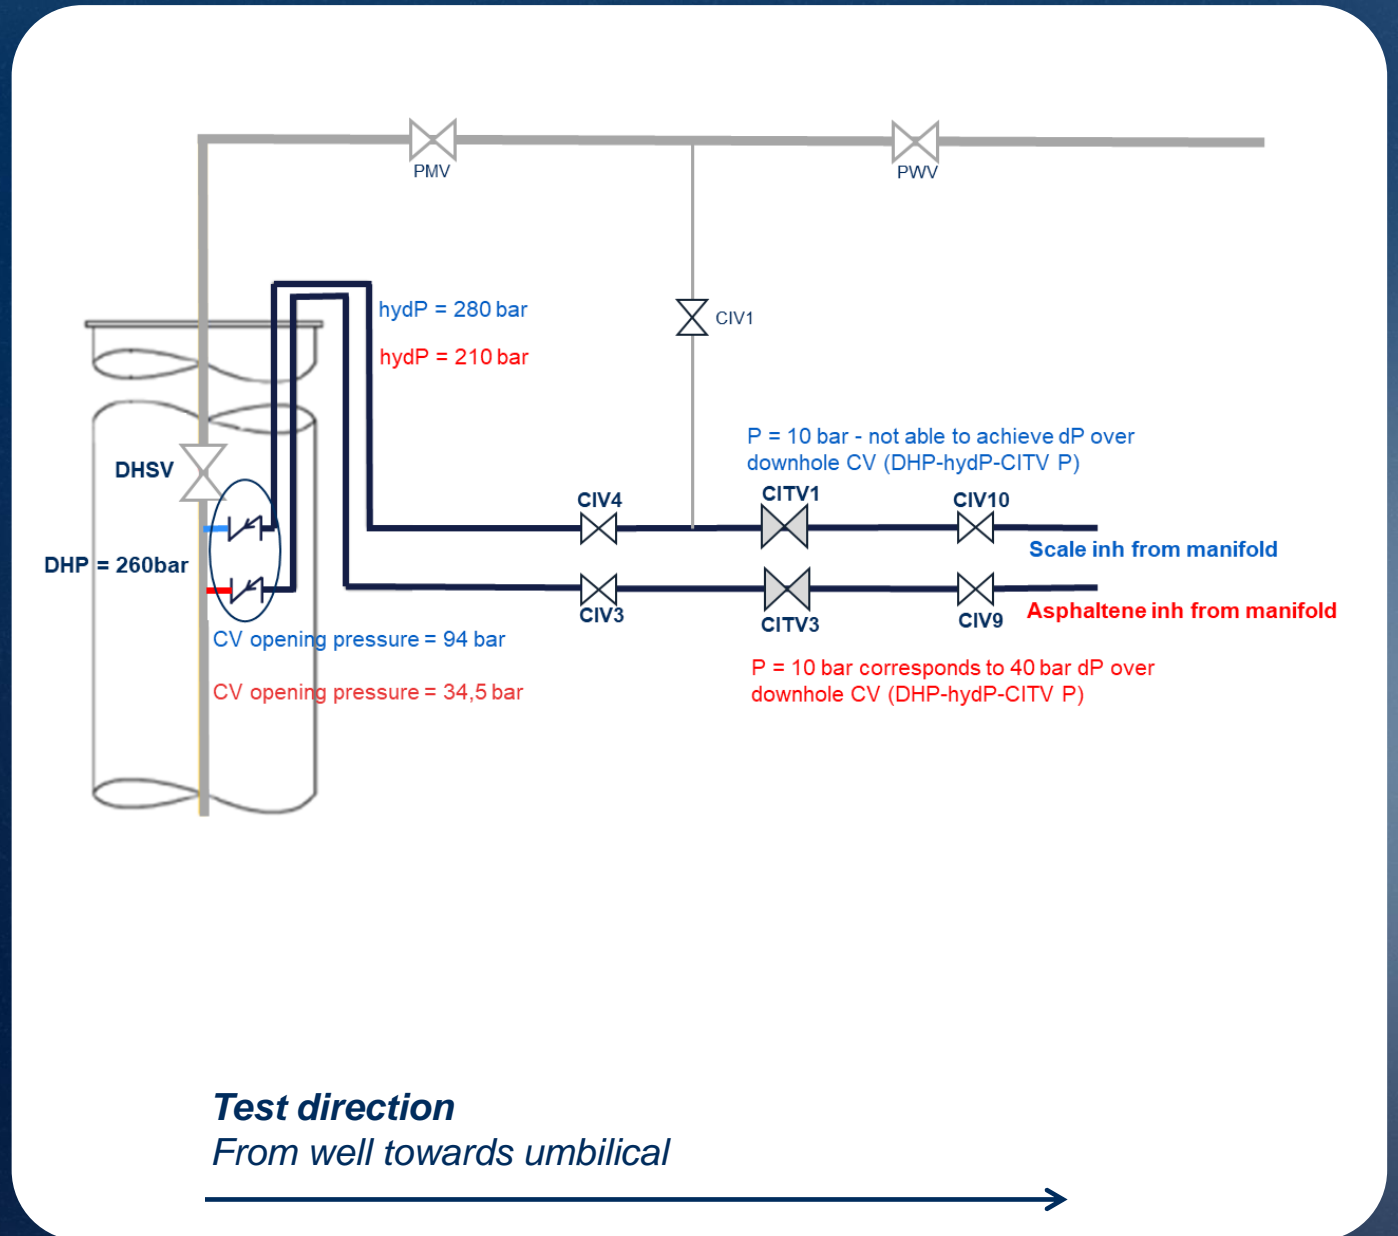 PMV
PWV
hydP = 280 bar
CIV1
hydP = 210 bar
P = 10 bar - not able to achieve dP over
downhole CV (DHP-hydP-CITV P)
DHSV
CIV4
CITV1
CIV10
Scale inh from manifold
DHP = 260bar
CIV3
CITV3
CIV9
Asphaltene inh from manifold
CV opening pressure = 94 bar
P = 10 bar corresponds to 40 bar dP over
downhole CV (DHP-hydP-CITV P)
CV opening pressure = 34,5 bar
Test direction
From well towards umbilical